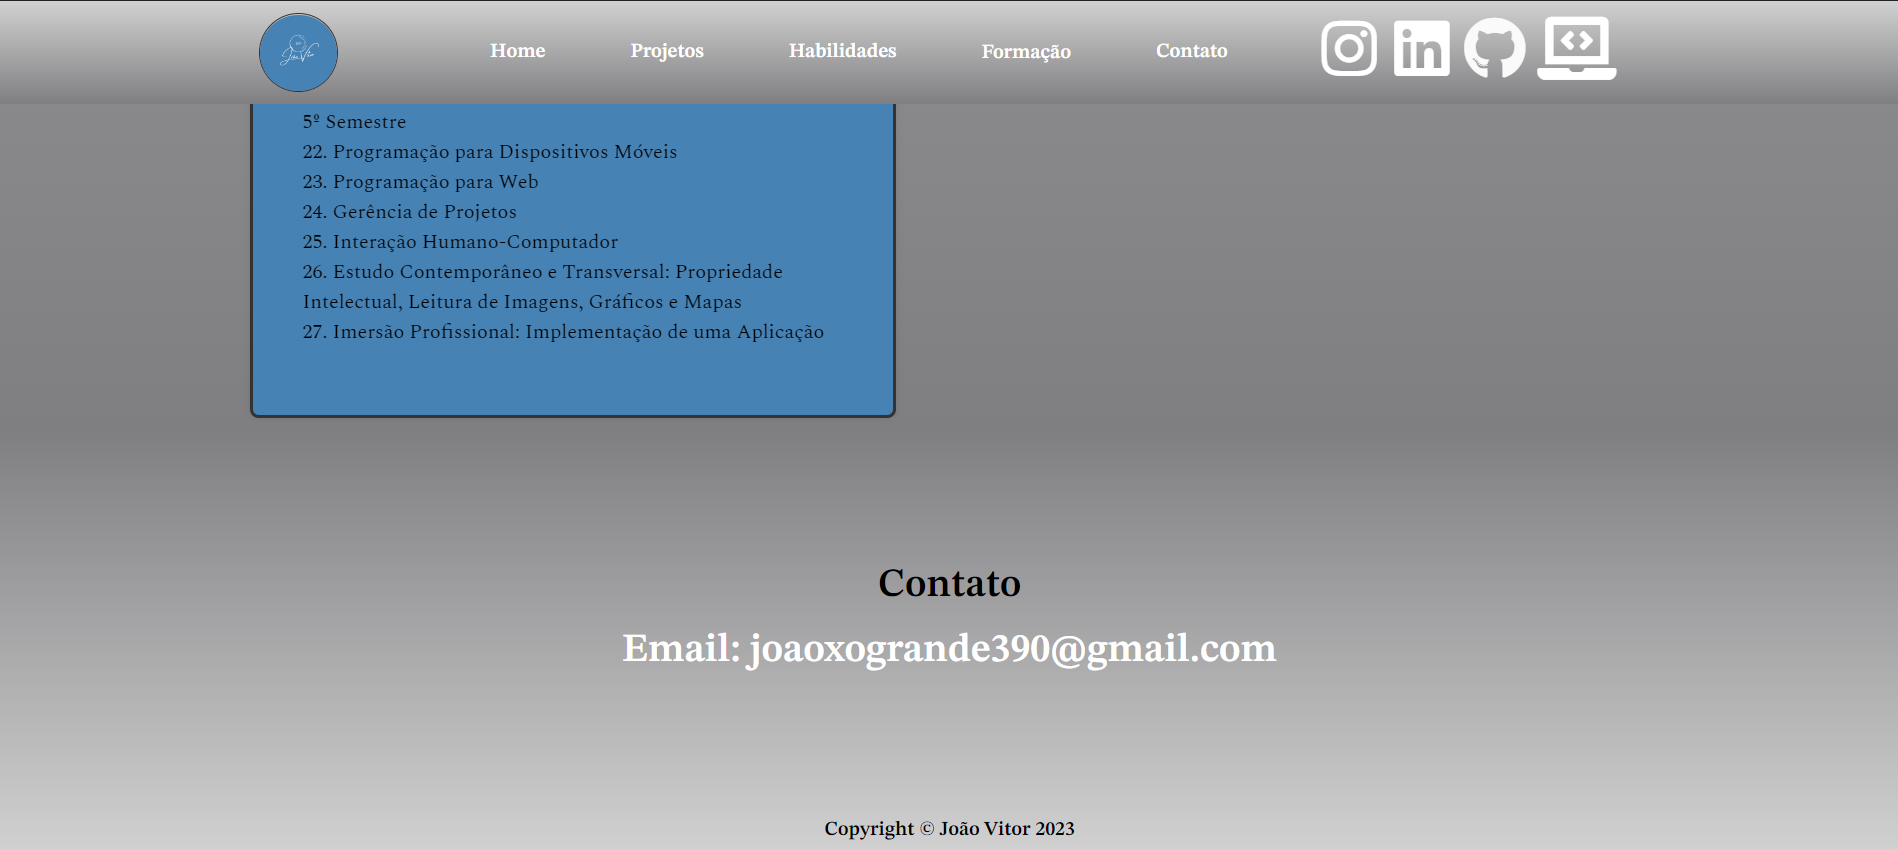 Home
Projetos
Habilidades
Formação
Contato
5º Semestre
22. Programação para Dispositivos Móveis
23. Programação para Web
24. Gerência de Projetos
25. Interação Humano-Computador
26. Estudo Contemporâneo e Transversal: Propriedade
Intelectual, Leitura de Imagens, Gráficos e Mapas
27. Imersão Profissional: Implementação de uma Aplicação
Contato
Email: joaoxogrande390@gmail.com
Copyright © João Vitor 2023